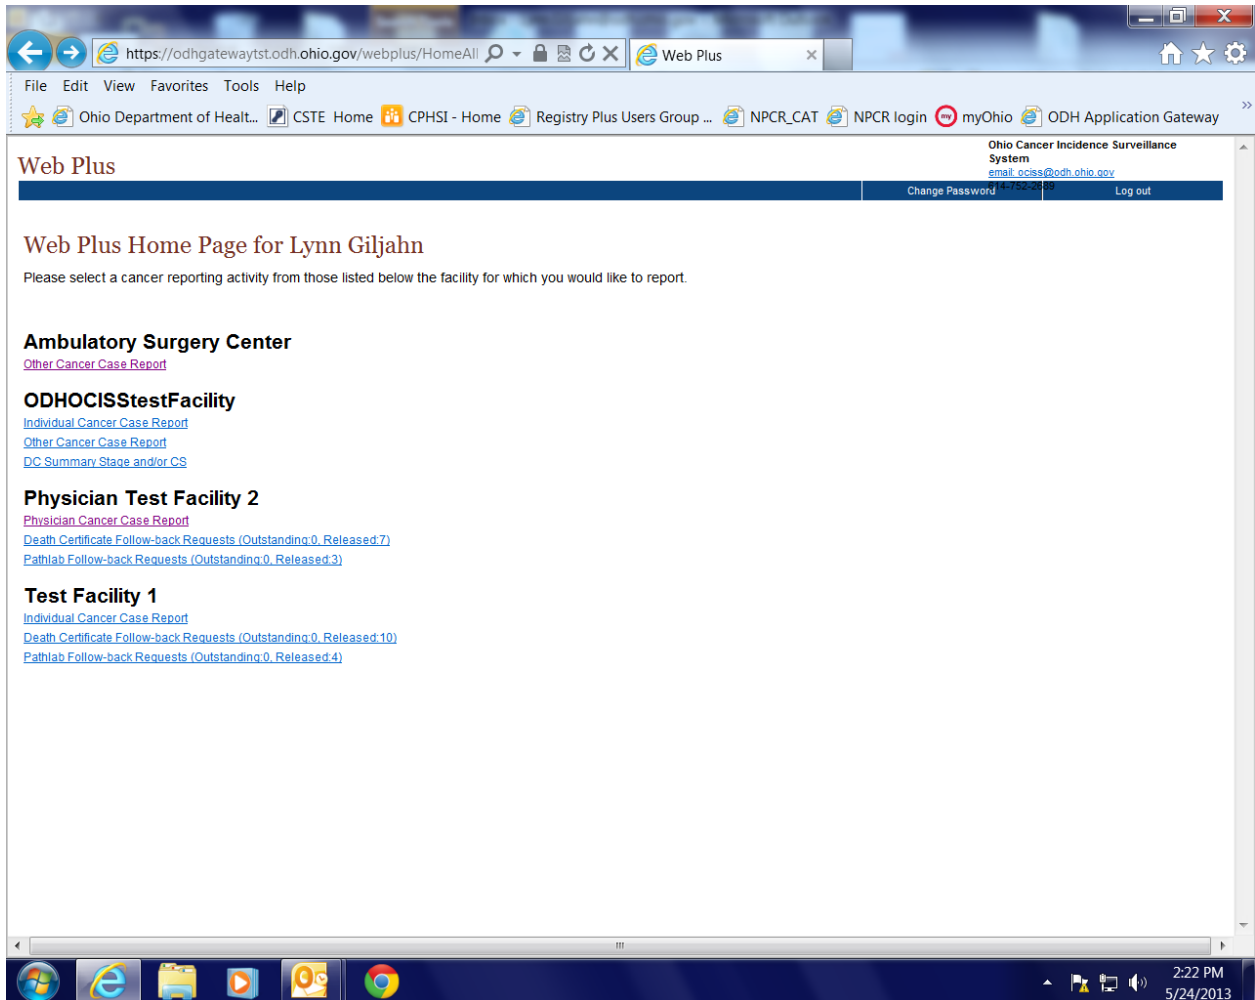 https://odhgatewaytst.odh.ohio.gov/webplus/HomeAll
Web Plus
File Edit View Favorites Tools Help
Ohio Department of Healt... CSTE Home CPHSI - Home Registry Plus Users Group ... NPCR_CAT NPCR login my myOhio ODH Application Gateway
Web Plus
Ohio Cancer Incidence Surveillance
System
email: ociss@odh.ohio.gov
614-752-2689
Change Password Log out
Web Plus Home Page for Lynn Giljahn
Please select a cancer reporting activity from those listed below the facility for which you would like to report.
Ambulatory Surgery Center
Other Cancer Case Report
ODHOCISStestFacility
Individual Cancer Case Report
Other Cancer Case Report
DC Summary Stage and/or CS
Physician Test Facility 2
Physician Cancer Case Report
Death Certificate Follow-back Requests (Outstanding:0, Released:7)
Pathlab Follow-back Requests (Outstanding:0, Released:3)
Test Facility 1
Individual Cancer Case Report
Death Certificate Follow-back Requests (Outstanding:0, Released:10)
Pathlab Follow-back Requests (Outstanding:0, Released:4)
2:22 PM
5/24/2013